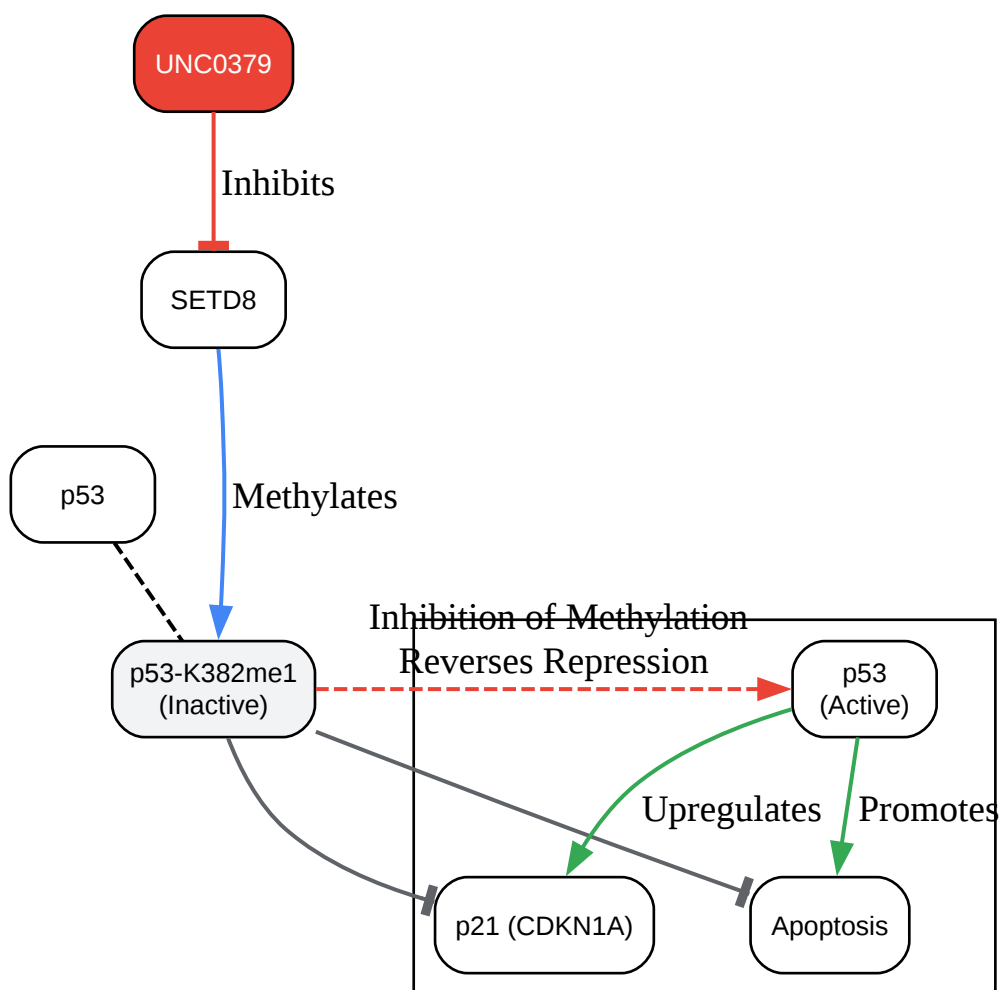 UNC0379
Inhibits
SETD8
p53
Methylates
Inhibition of Methylation
Reverses Repression
p53-K382me1
(Inactive)
p53
(Active)
Upregulates
Promotes
p21 (CDKN1A)
Apoptosis